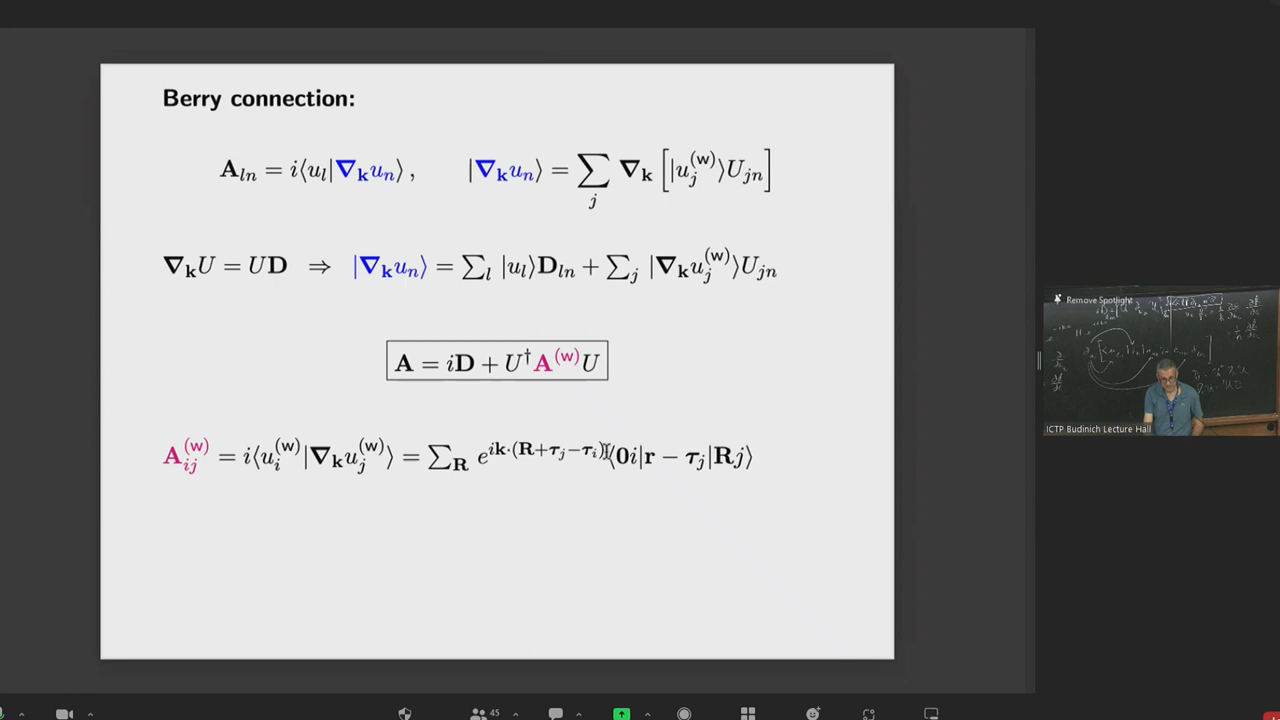 Berry connection:
A_{ln} = i⟨u_l|∇_k u_n⟩ , |∇_k u_n⟩ = ∑_j ∇_k [|u_j^{(w)}⟩U_{jn}]
∇_k U = UD ⇒ |∇_k u_n⟩ = ∑_l |u_l⟩D_{ln} + ∑_j |∇_k u_j^{(w)}⟩U_{jn}
A = iD + U†A^{(w)}U
A_{ij}^{(w)} = i⟨u_i^{(w)}|∇_k u_j^{(w)}⟩ = ∑_R e^{ik·(R+τ_j−τ_i)}⟨0i|r − τ_j|Rj⟩
Remove Spotlight
ICTP Budinich Lecture Hall
45